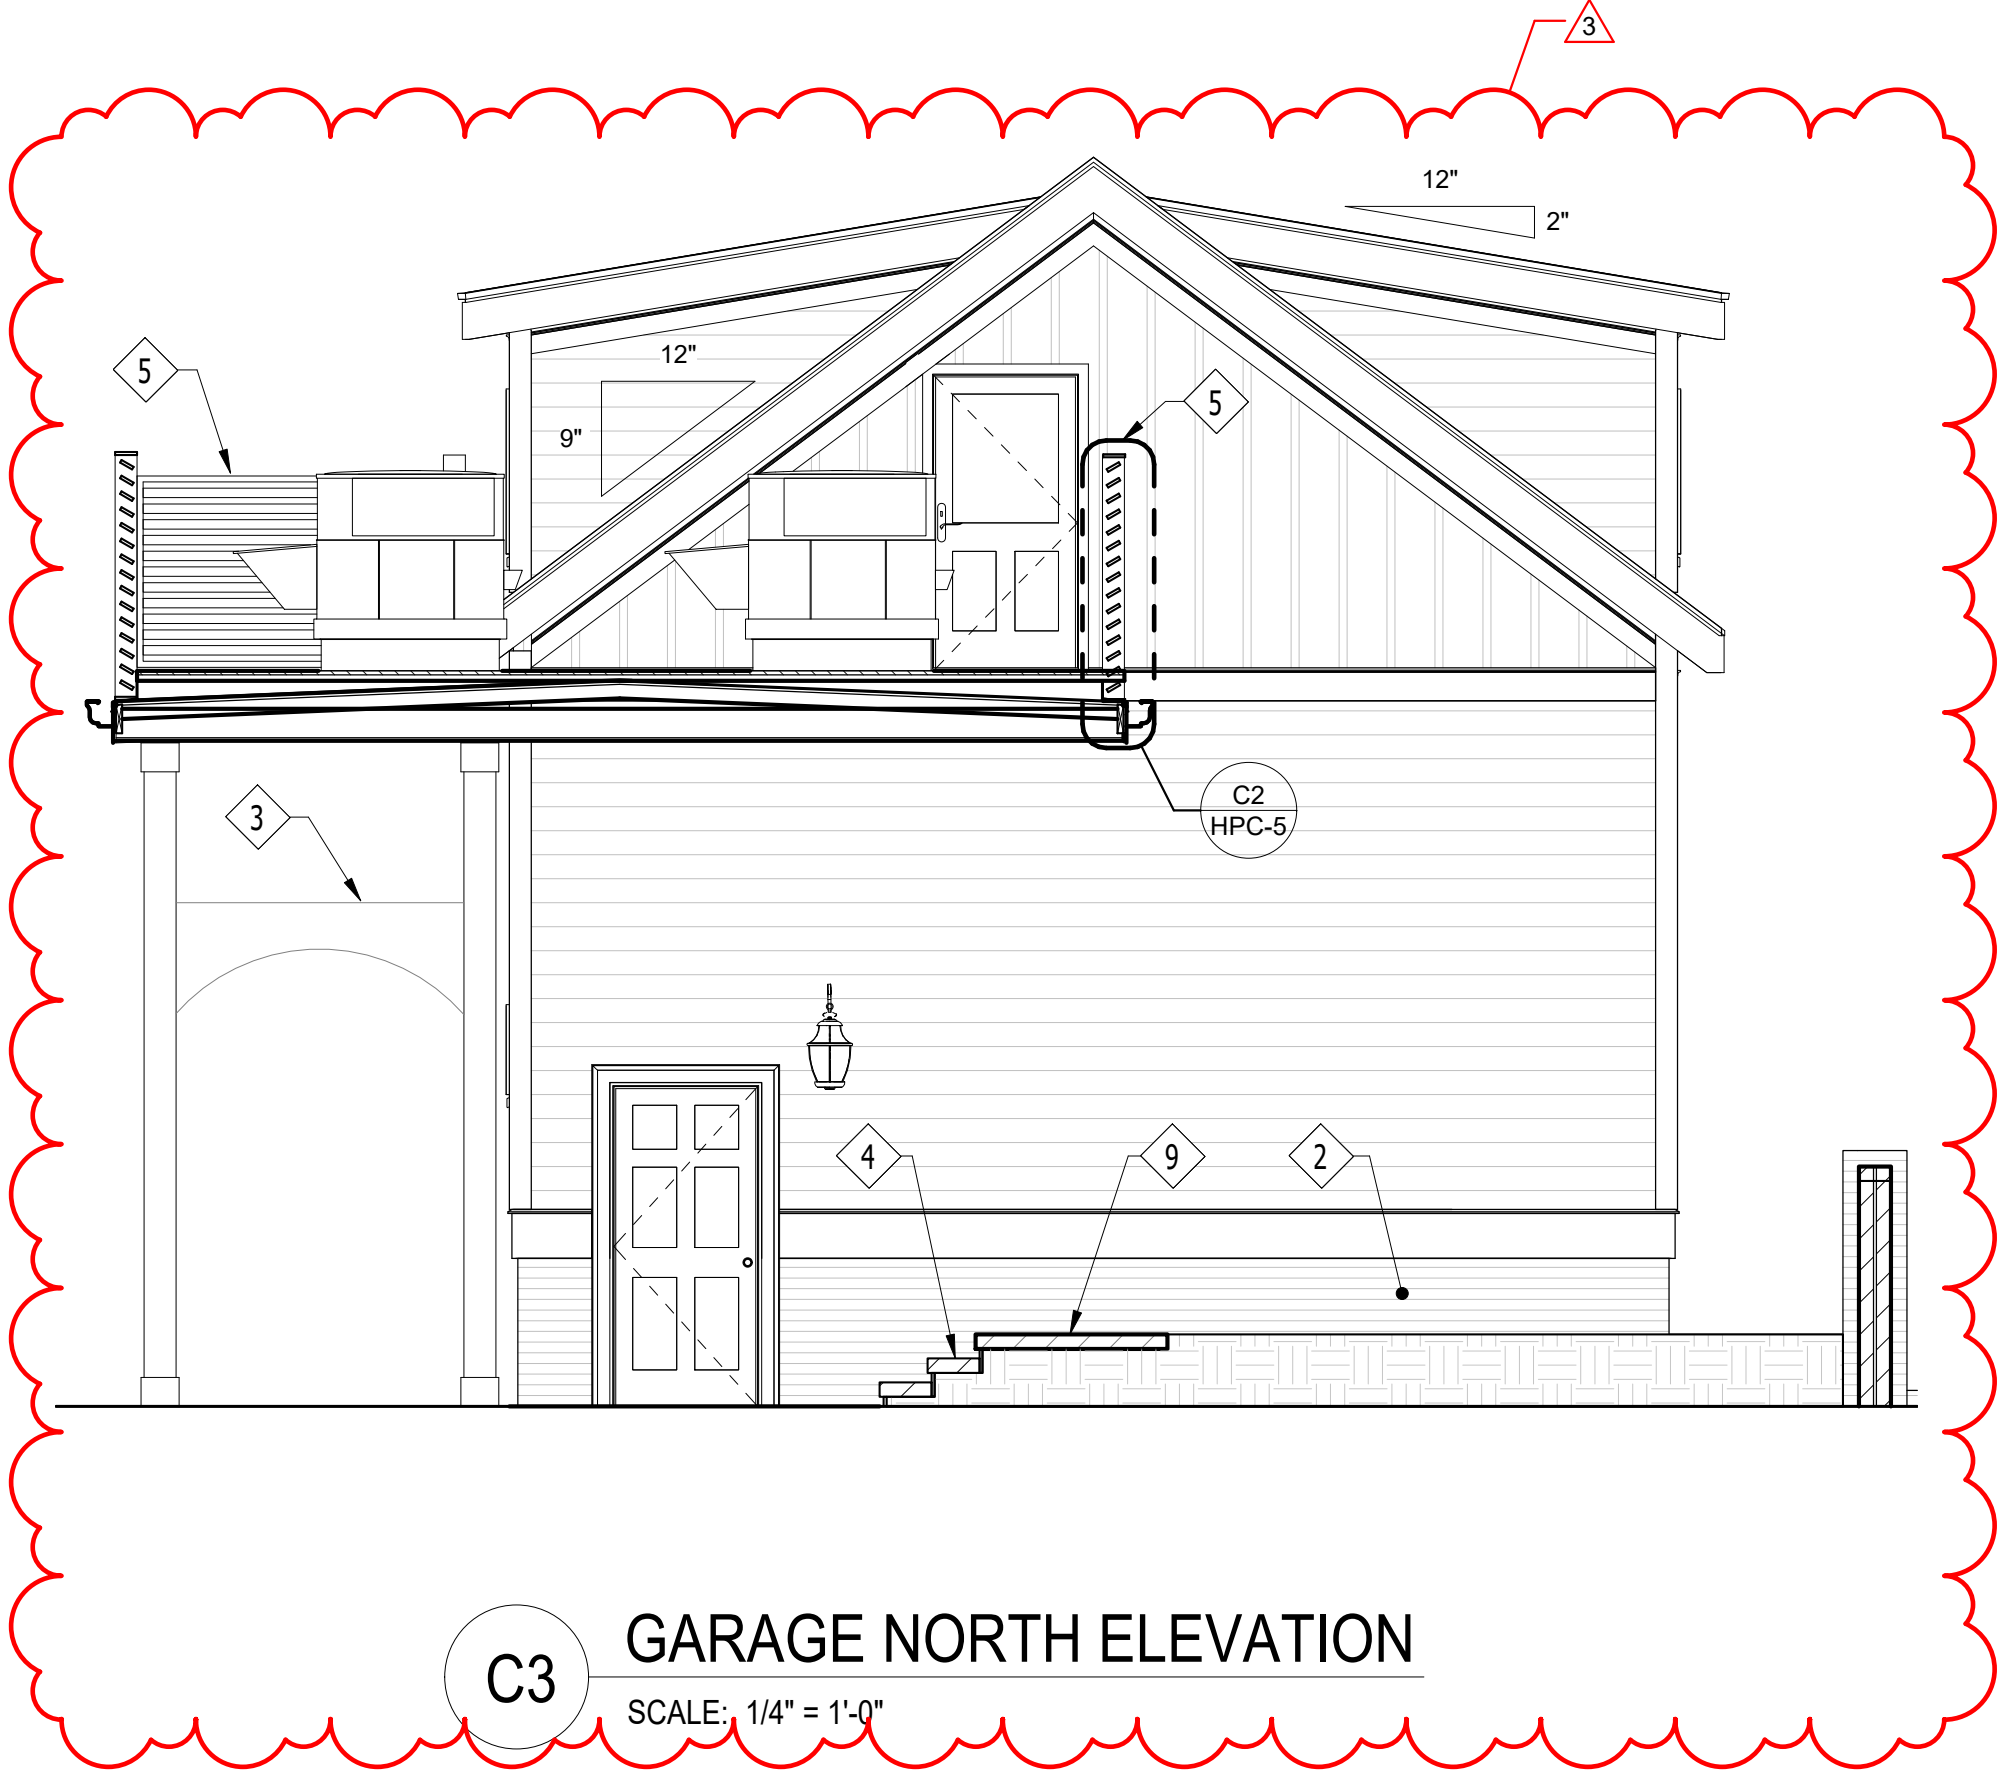 3
12"
2"
12"
9"
5
5
C2
HPC-5
3
4
9
2
C3
GARAGE NORTH ELEVATION
SCALE: 1/4" = 1'-0"